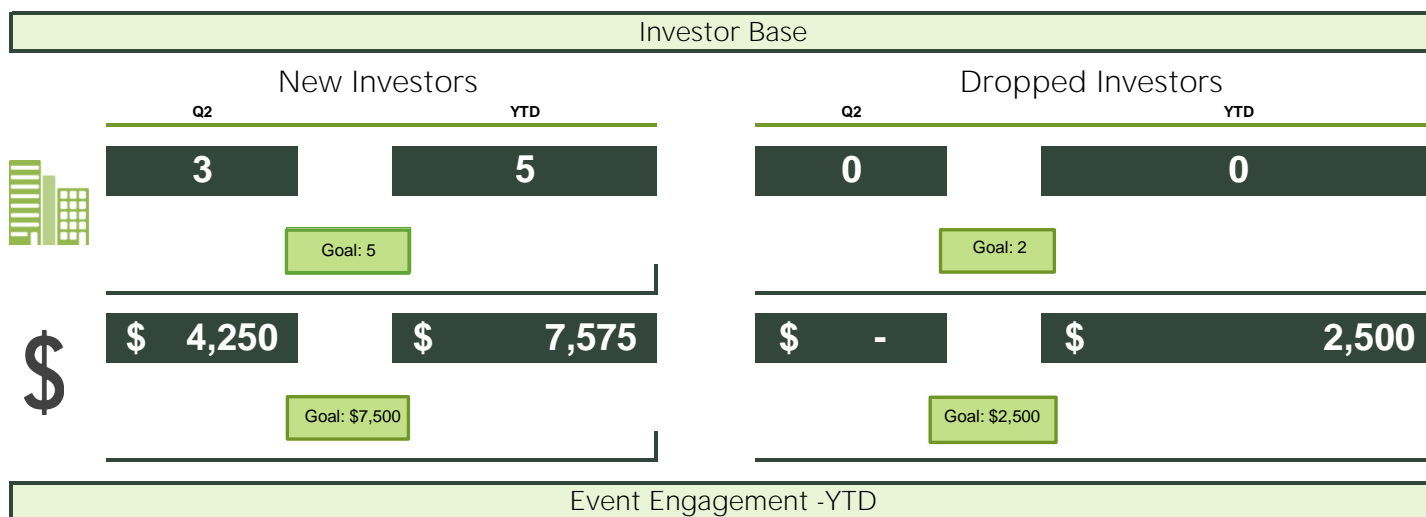 Investor Base
New Investors
Dropped Investors
Q2 YTD
Q2 YTD
3 5
0 0
Goal: 5
Goal: 2
$ 4,250 $ 7,575
$ - $ 2,500
$
Goal: $7,500
Goal: $2,500
Event Engagement -YTD